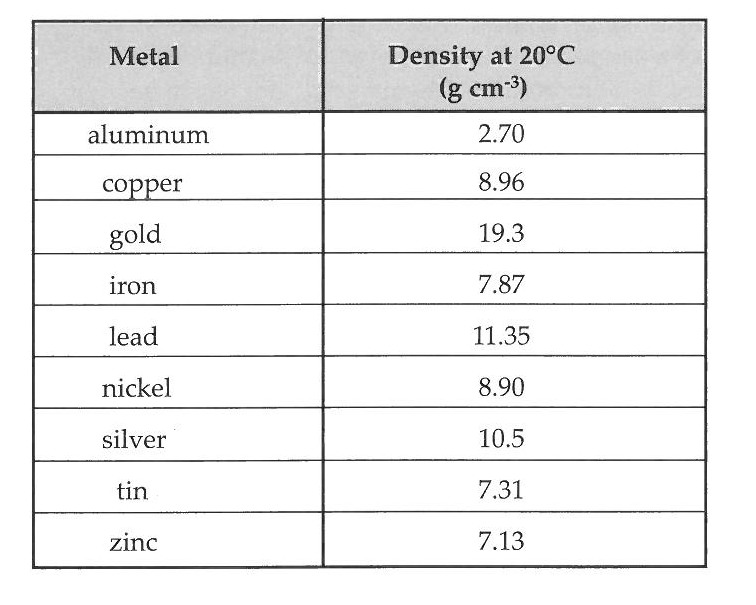 Metal Density at 20°C
(g cm-3)
aluminum 2.70
copper 8.96
gold 19.3
iron 7.87
lead 11.35
nickel 8.90
silver 10.5
tin 7.31
zinc 7.13